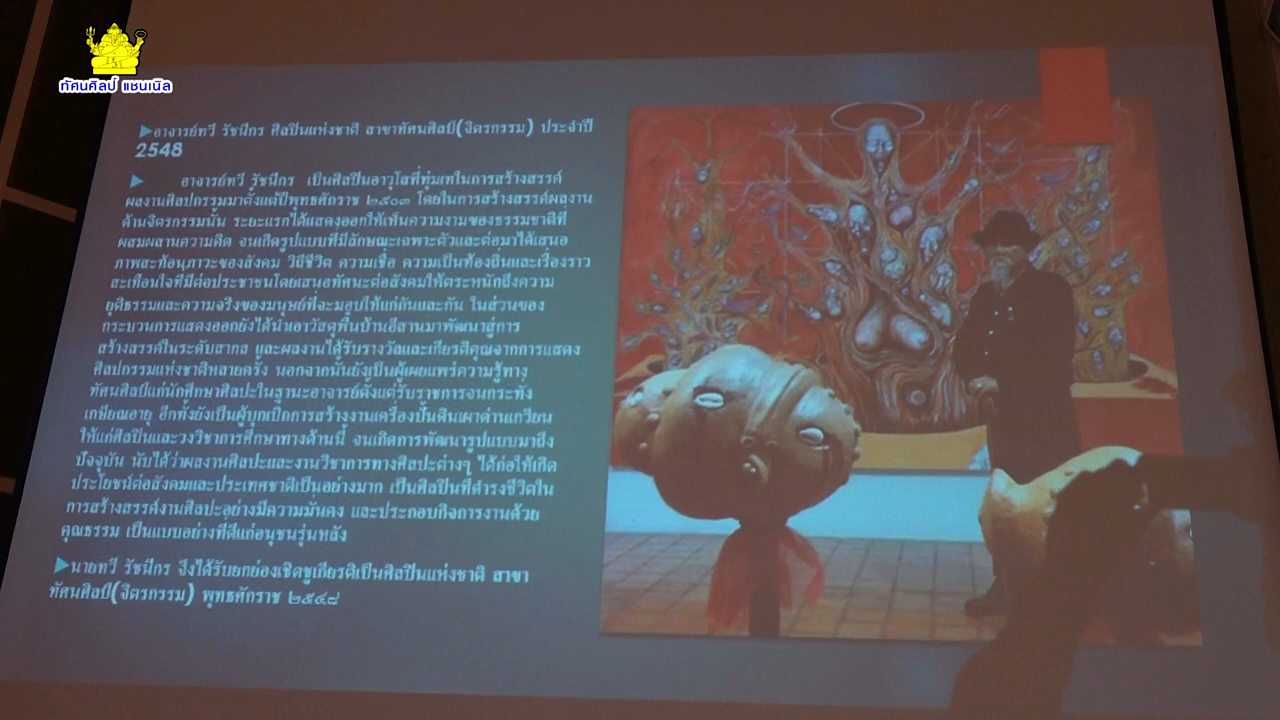 ทัศนศิลป์ แชนเนิล
▶อาจารย์ทวี รัชนีกร ศิลปินแห่งชาติ สาขาทัศนศิลป์(จิตรกรรม) ประจำปี
2548
▶ อาจารย์ทวี รัชนีกร เป็นศิลปินอาวุโสที่ทุ่มเทในการสร้างสรรค์
ผลงานศิลปกรรมมาตั้งแต่ปีพุทธศักราช ๒๕๐๓ โดยในการสร้างสรรค์ผลงาน
ด้านจิตรกรรมนั้น ระยะแรกได้แสดงออกให้เห็นความงามของธรรมชาติที่
ผสมผสานความคิด จนเกิดรูปแบบที่มีลักษณะเฉพาะตัวและต่อมาได้เสนอ
ภาพสะท้อนภาวะของสังคม วิถีชีวิต ความเชื่อ ความเป็นท้องถิ่นและเรื่องราว
สะเทือนใจที่มีต่อประชาชนโดยเสนอทัศนะต่อสังคมให้ตระหนักถึงความ
ยุติธรรมและความจริงของมนุษย์ที่จะมอบให้แก่กันและกัน ในส่วนของ
กระบวนการแสดงออกยังได้นำเอาวัสดุพื้นบ้านอีสานมาพัฒนาสู่การ
สร้างสรรค์ในระดับสากล และผลงานได้รับรางวัลและเกียรติคุณจากการแสดง
ศิลปกรรมแห่งชาติหลายครั้ง นอกจากนั้นยังเป็นผู้เผยแพร่ความรู้ทาง
ทัศนศิลป์แก่นักศึกษาศิลปะในฐานะอาจารย์ตั้งแต่รับราชการจนกระทั่ง
เกษียณอายุ อีกทั้งยังเป็นผู้บุกเบิกการสร้างงานเครื่องปั้นดินเผาด่านเกวียน
ให้แก่ศิลปินและวงวิชาการศึกษาทางด้านนี้ จนเกิดการพัฒนารูปแบบมาถึง
ปัจจุบัน นับได้ว่าผลงานศิลปะและงานวิชาการทางศิลปะต่างๆ ได้ก่อให้เกิด
ประโยชน์ต่อสังคมและประเทศชาติเป็นอย่างมาก เป็นศิลปินที่ดำรงชีวิตใน
การสร้างสรรค์งานศิลปะอย่างมีความมั่นคง และประกอบกิจการงานด้วย
คุณธรรม เป็นแบบอย่างที่ดีแก่อนุชนรุ่นหลัง
▶นายทวี รัชนีกร จึงได้รับยกย่องเชิดชูเกียรติเป็นศิลปินแห่งชาติ สาขา
ทัศนศิลป์(จิตรกรรม) พุทธศักราช ๒๕๔๘